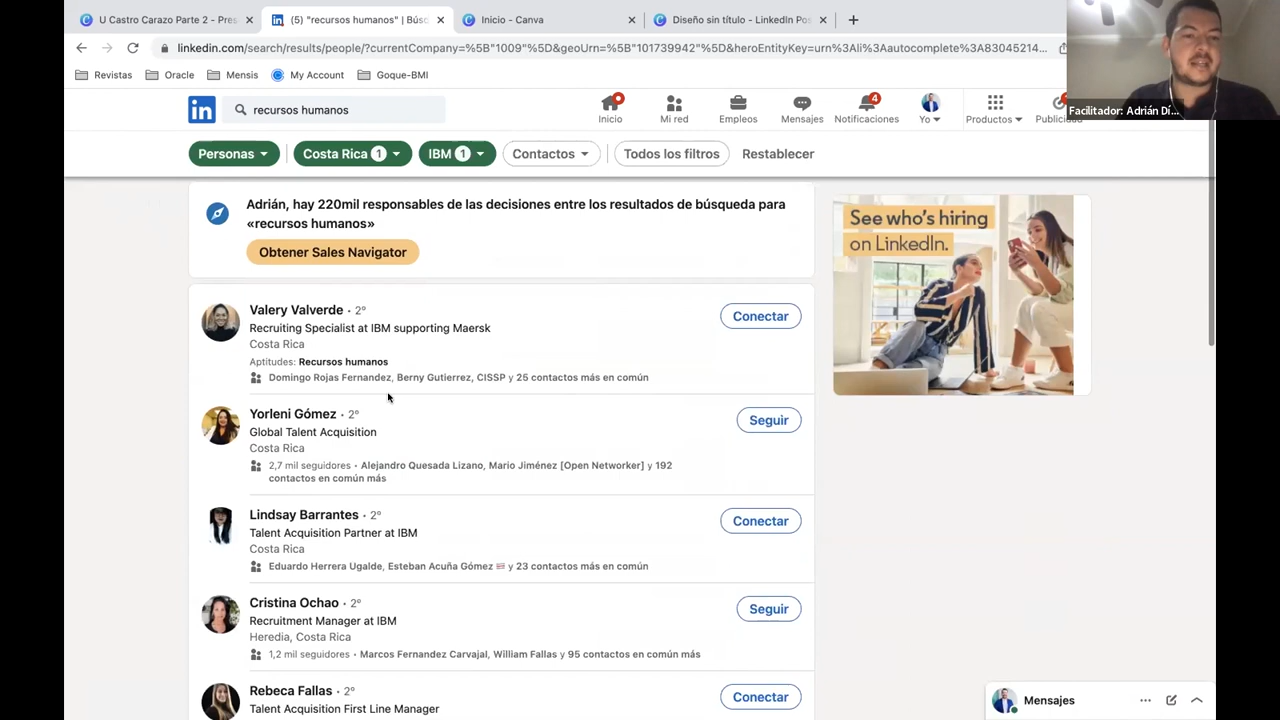 U Castro Carazo Parte 2 - Pres
(5) "recursos humanos" | Bús
Inicio - Canva
Diseño sin título - LinkedIn Pos
linkedin.com/search/results/people/?currentCompany=%5B"1009"%5D&geoUrn=%5B"101739942"%5D&heroEntityKey=urn%3Ali%3Aautocomplete%3A83045214...
Revistas
Oracle
Mensis
My Account
Goque-BMI
Facilitador: Adrián Dí...
in
recursos humanos
Inicio
Mi red
Empleos
Mensajes
4
Notificaciones
Yo
Productos
Publicidad
Personas
Costa Rica 1
IBM 1
Contactos
Todos los filtros
Restablecer
Adrián, hay 220mil responsables de las decisiones entre los resultados de búsqueda para
«recursos humanos»
Obtener Sales Navigator
See who's hiring
on LinkedIn.
Valery Valverde • 2º
Recruiting Specialist at IBM supporting Maersk
Costa Rica
Aptitudes: Recursos humanos
Domingo Rojas Fernandez, Berny Gutierrez, CISSP y 25 contactos más en común
Conectar
Yorleni Gómez • 2º
Global Talent Acquisition
Costa Rica
2,7 mil seguidores • Alejandro Quesada Lizano, Mario Jiménez [Open Networker] y 192
contactos en común más
Seguir
Lindsay Barrantes • 2º
Talent Acquisition Partner at IBM
Costa Rica
Eduardo Herrera Ugalde, Esteban Acuña Gómez 🇨🇷 y 23 contactos más en común
Conectar
Cristina Ochao • 2º
Recruitment Manager at IBM
Heredia, Costa Rica
1,2 mil seguidores • Marcos Fernandez Carvajal, William Fallas y 95 contactos en común más
Seguir
Rebeca Fallas • 2º
Talent Acquisition First Line Manager
Conectar
Mensajes